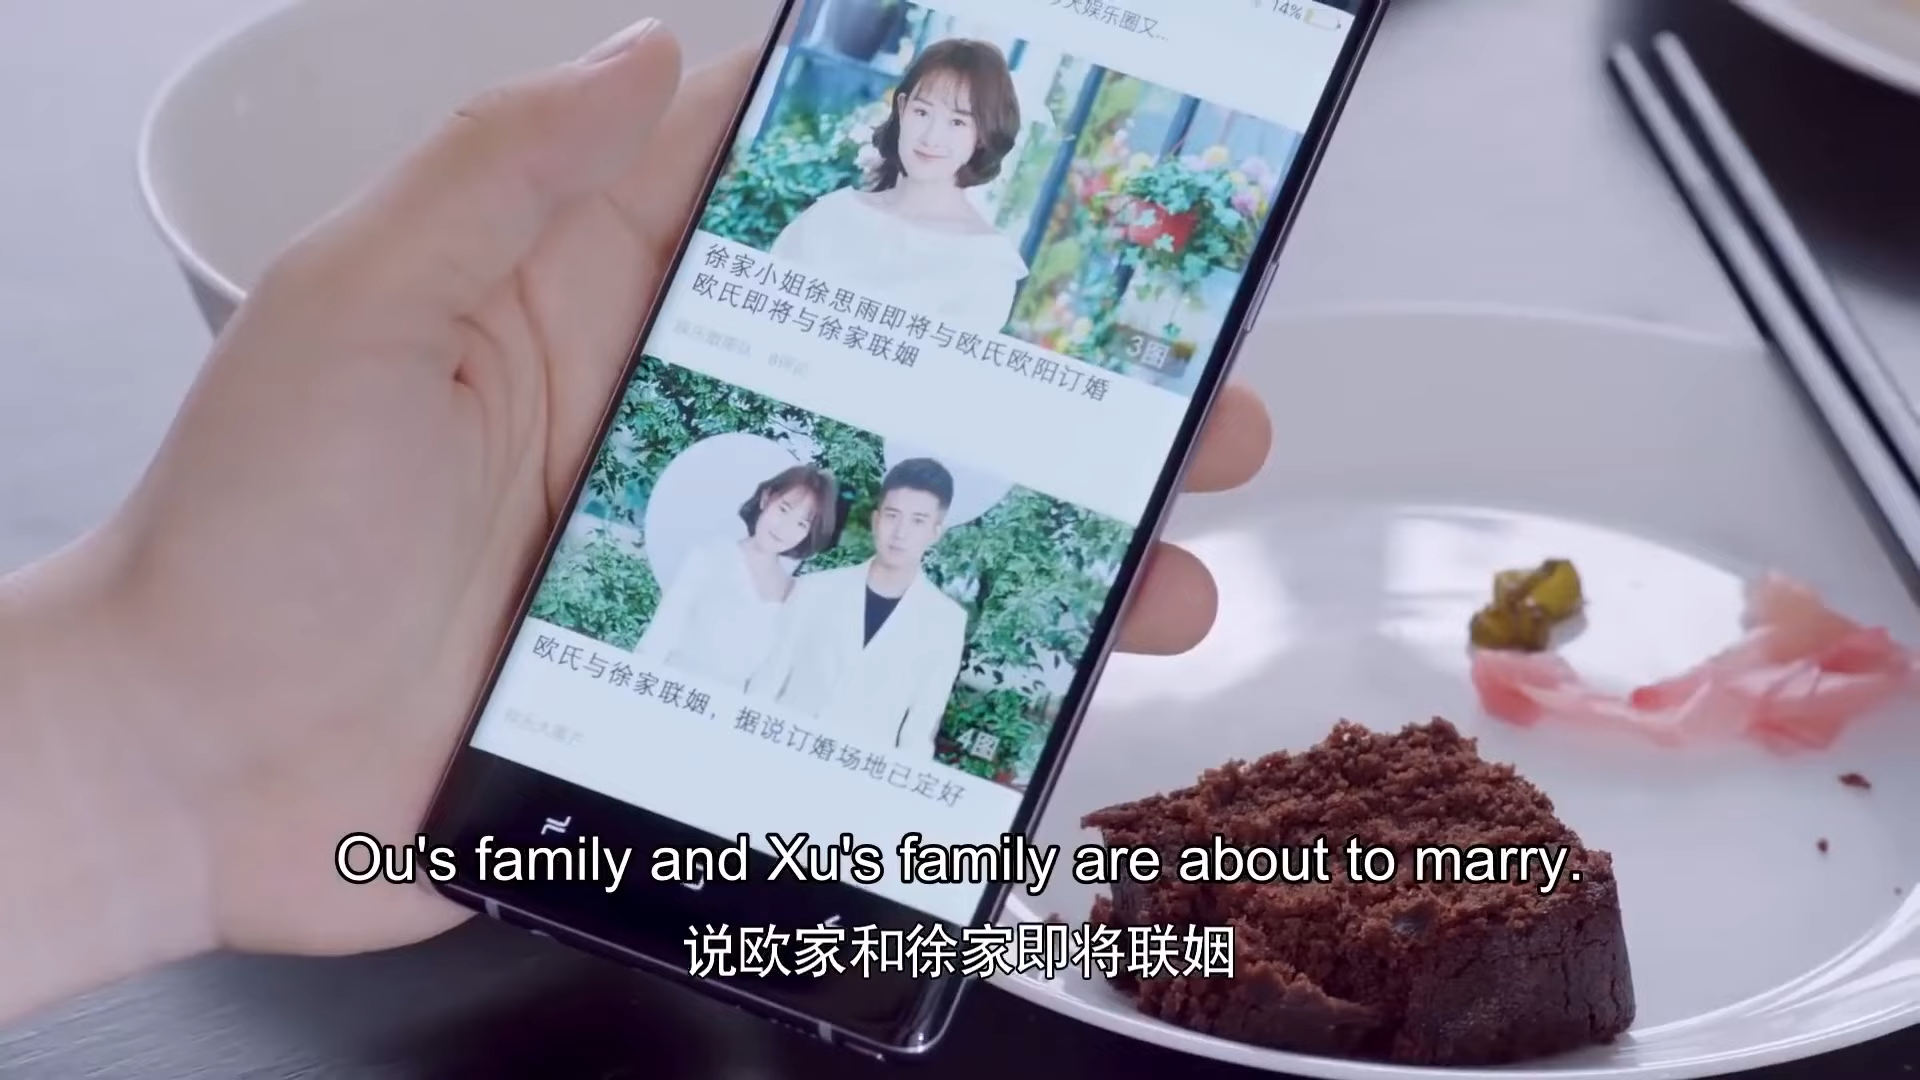 天娱乐圈又...
14%
徐家小姐徐思雨即将与欧氏欧阳订婚
欧氏即将与徐家联姻
3图
欧氏与徐家联姻，据说订婚场地已定好
4图
Ou's family and Xu's family are about to marry.
说欧家和徐家即将联姻